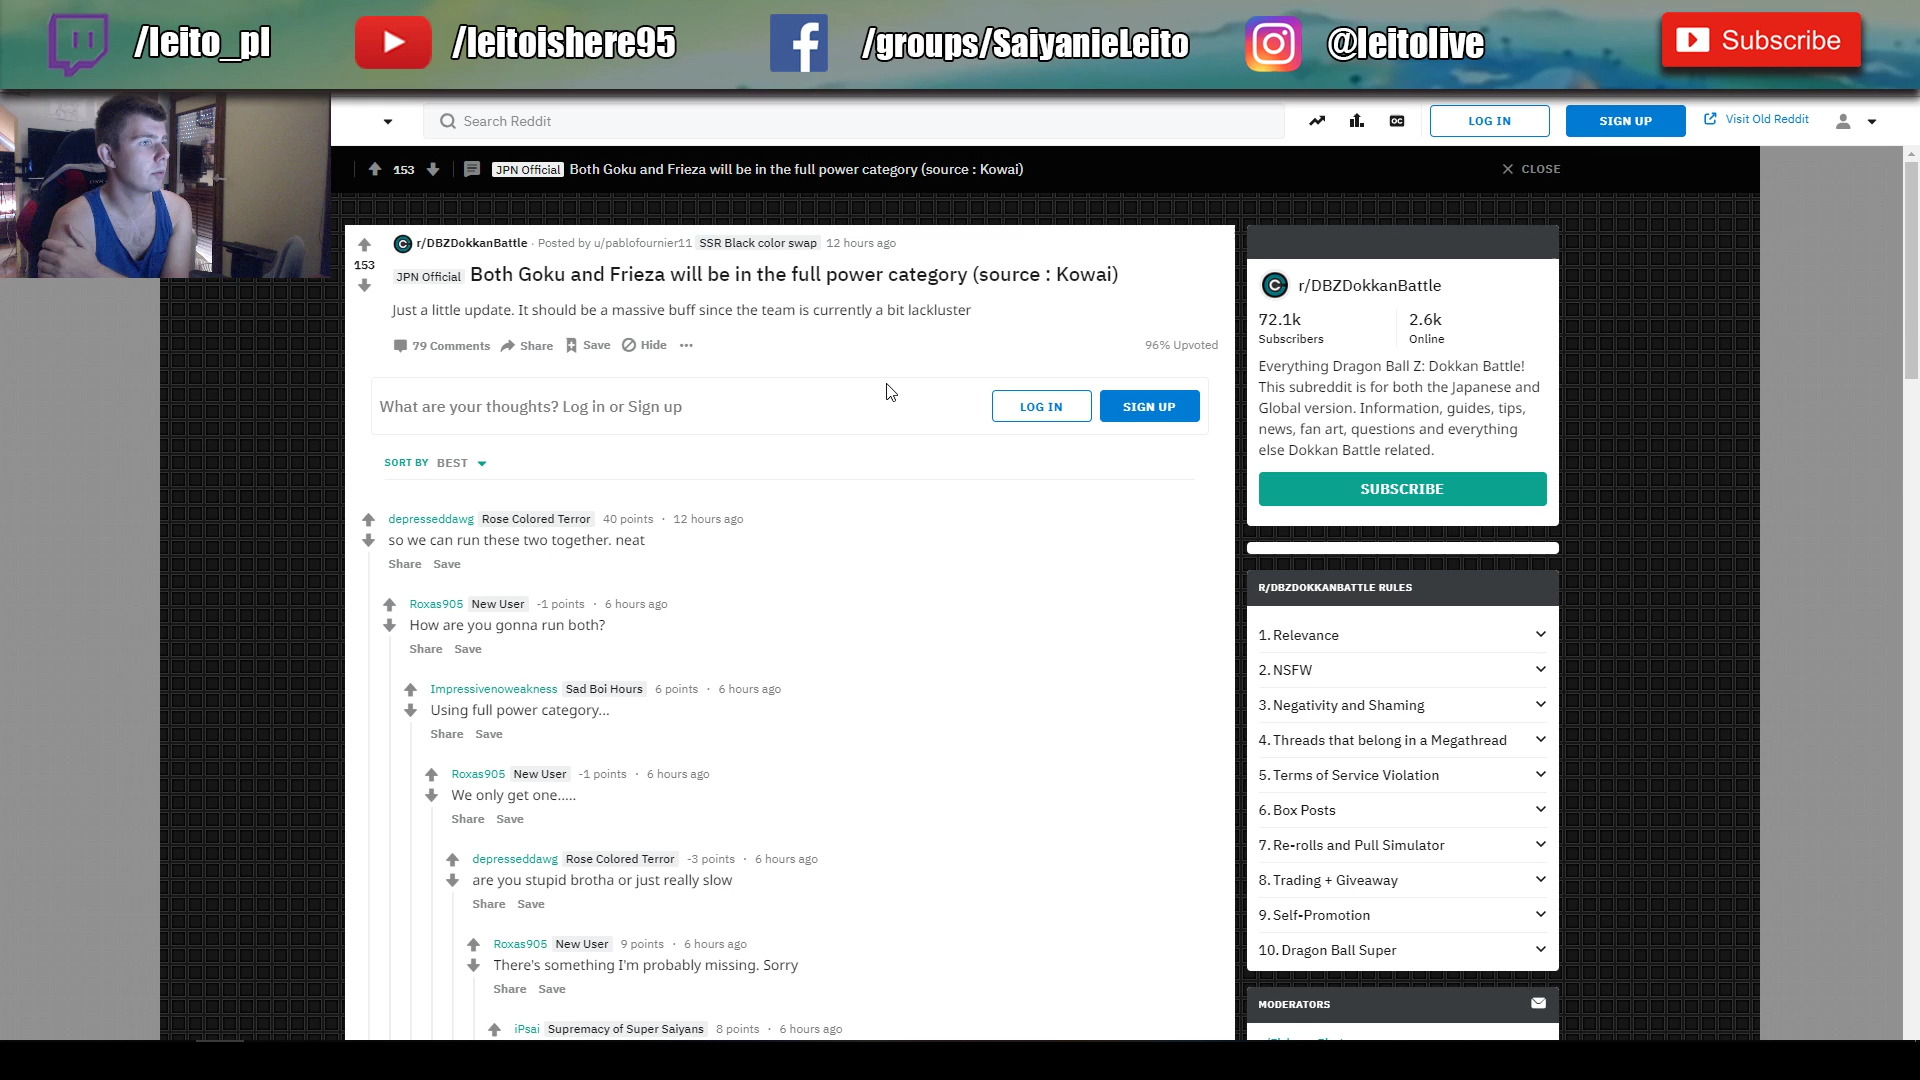 /leito_pl
/leitoishere95
/groups/SaiyanieLeito
@leitolive
Subscribe
Search Reddit
LOG IN
SIGN UP
Visit Old Reddit
153
JPN Official Both Goku and Frieza will be in the full power category (source : Kowai)
CLOSE
r/DBZDokkanBattle · Posted by u/pablofournier11 SSR Black color swap 12 hours ago
153
JPN Official Both Goku and Frieza will be in the full power category (source : Kowai)
Just a little update. It should be a massive buff since the team is currently a bit lackluster
79 Comments Share Save Hide ...
96% Upvoted
What are your thoughts? Log in or Sign up
LOG IN
SIGN UP
SORT BY BEST
depresseddawg Rose Colored Terror 40 points · 12 hours ago
so we can run these two together. neat
Share Save
Roxas905 New User -1 points · 6 hours ago
How are you gonna run both?
Share Save
Impressivenoweakness Sad Boi Hours 6 points · 6 hours ago
Using full power category...
Share Save
Roxas905 New User -1 points · 6 hours ago
We only get one.....
Share Save
depresseddawg Rose Colored Terror -3 points · 6 hours ago
are you stupid brotha or just really slow
Share Save
Roxas905 New User 9 points · 6 hours ago
There's something I'm probably missing. Sorry
Share Save
iPsai Supremacy of Super Saiyans 8 points · 6 hours ago
r/DBZDokkanBattle
72.1k
Subscribers
2.6k
Online
Everything Dragon Ball Z: Dokkan Battle!
This subreddit is for both the Japanese and
Global version. Information, guides, tips,
news, fan art, questions and everything
else Dokkan Battle related.
SUBSCRIBE
R/DBZDOKKANBATTLE RULES
1. Relevance
2. NSFW
3. Negativity and Shaming
4. Threads that belong in a Megathread
5. Terms of Service Violation
6. Box Posts
7. Re-rolls and Pull Simulator
8. Trading + Giveaway
9. Self-Promotion
10. Dragon Ball Super
MODERATORS